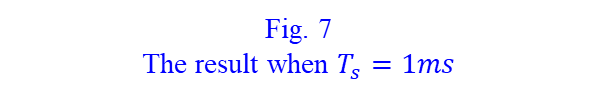 Fig. 7
The result when Tₛ = 1ms